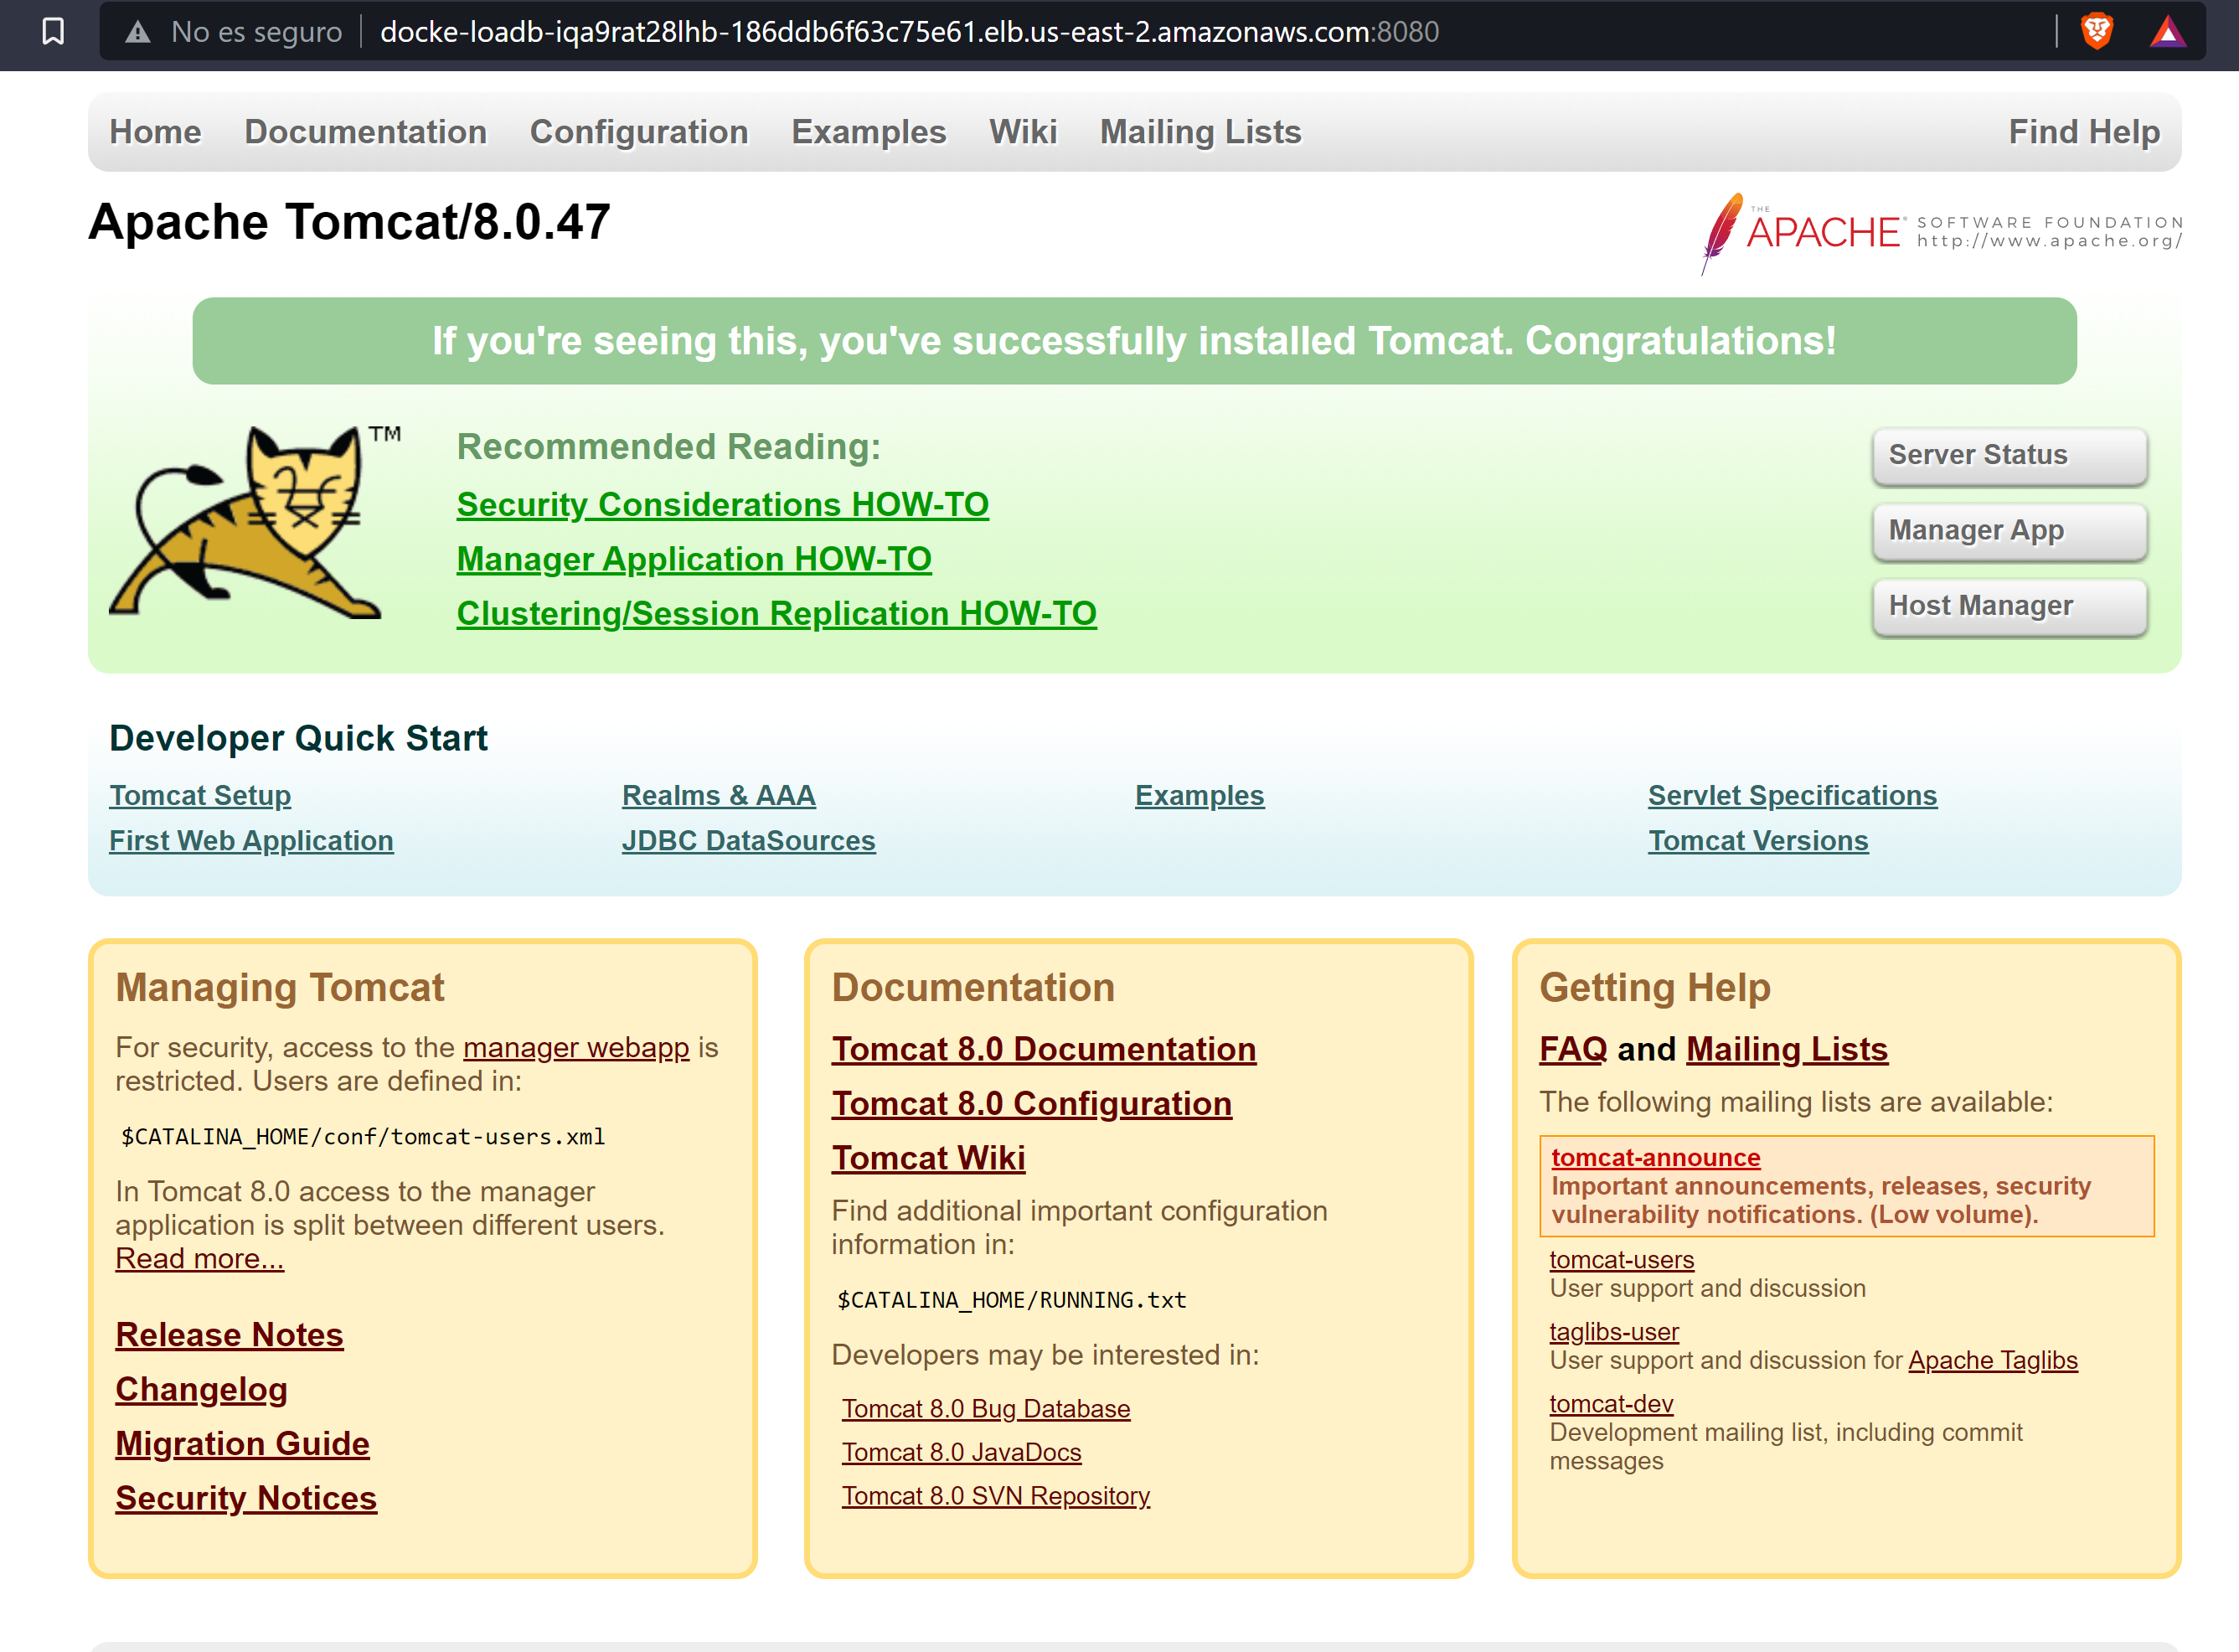 No es seguro docke-loadb-iqa9rat28lhb-186ddb6f63c75e61.elb.us-east-2.amazonaws.com:8080
Home Documentation Configuration Examples Wiki Mailing Lists Find Help
Apache Tomcat/8.0.47
THE
APACHE® SOFTWARE FOUNDATION
http://www.apache.org/
If you're seeing this, you've successfully installed Tomcat. Congratulations!
TM
Recommended Reading:
Security Considerations HOW-TO
Manager Application HOW-TO
Clustering/Session Replication HOW-TO
Server Status
Manager App
Host Manager
Developer Quick Start
Tomcat Setup
First Web Application
Realms & AAA
JDBC DataSources
Examples
Servlet Specifications
Tomcat Versions
Managing Tomcat
For security, access to the manager webapp is
restricted. Users are defined in:
$CATALINA_HOME/conf/tomcat-users.xml
In Tomcat 8.0 access to the manager
application is split between different users.
Read more...
Release Notes
Changelog
Migration Guide
Security Notices
Documentation
Tomcat 8.0 Documentation
Tomcat 8.0 Configuration
Tomcat Wiki
Find additional important configuration
information in:
$CATALINA_HOME/RUNNING.txt
Developers may be interested in:
Tomcat 8.0 Bug Database
Tomcat 8.0 JavaDocs
Tomcat 8.0 SVN Repository
Getting Help
FAQ and Mailing Lists
The following mailing lists are available:
tomcat-announce
Important announcements, releases, security
vulnerability notifications. (Low volume).
tomcat-users
User support and discussion
taglibs-user
User support and discussion for Apache Taglibs
tomcat-dev
Development mailing list, including commit
messages